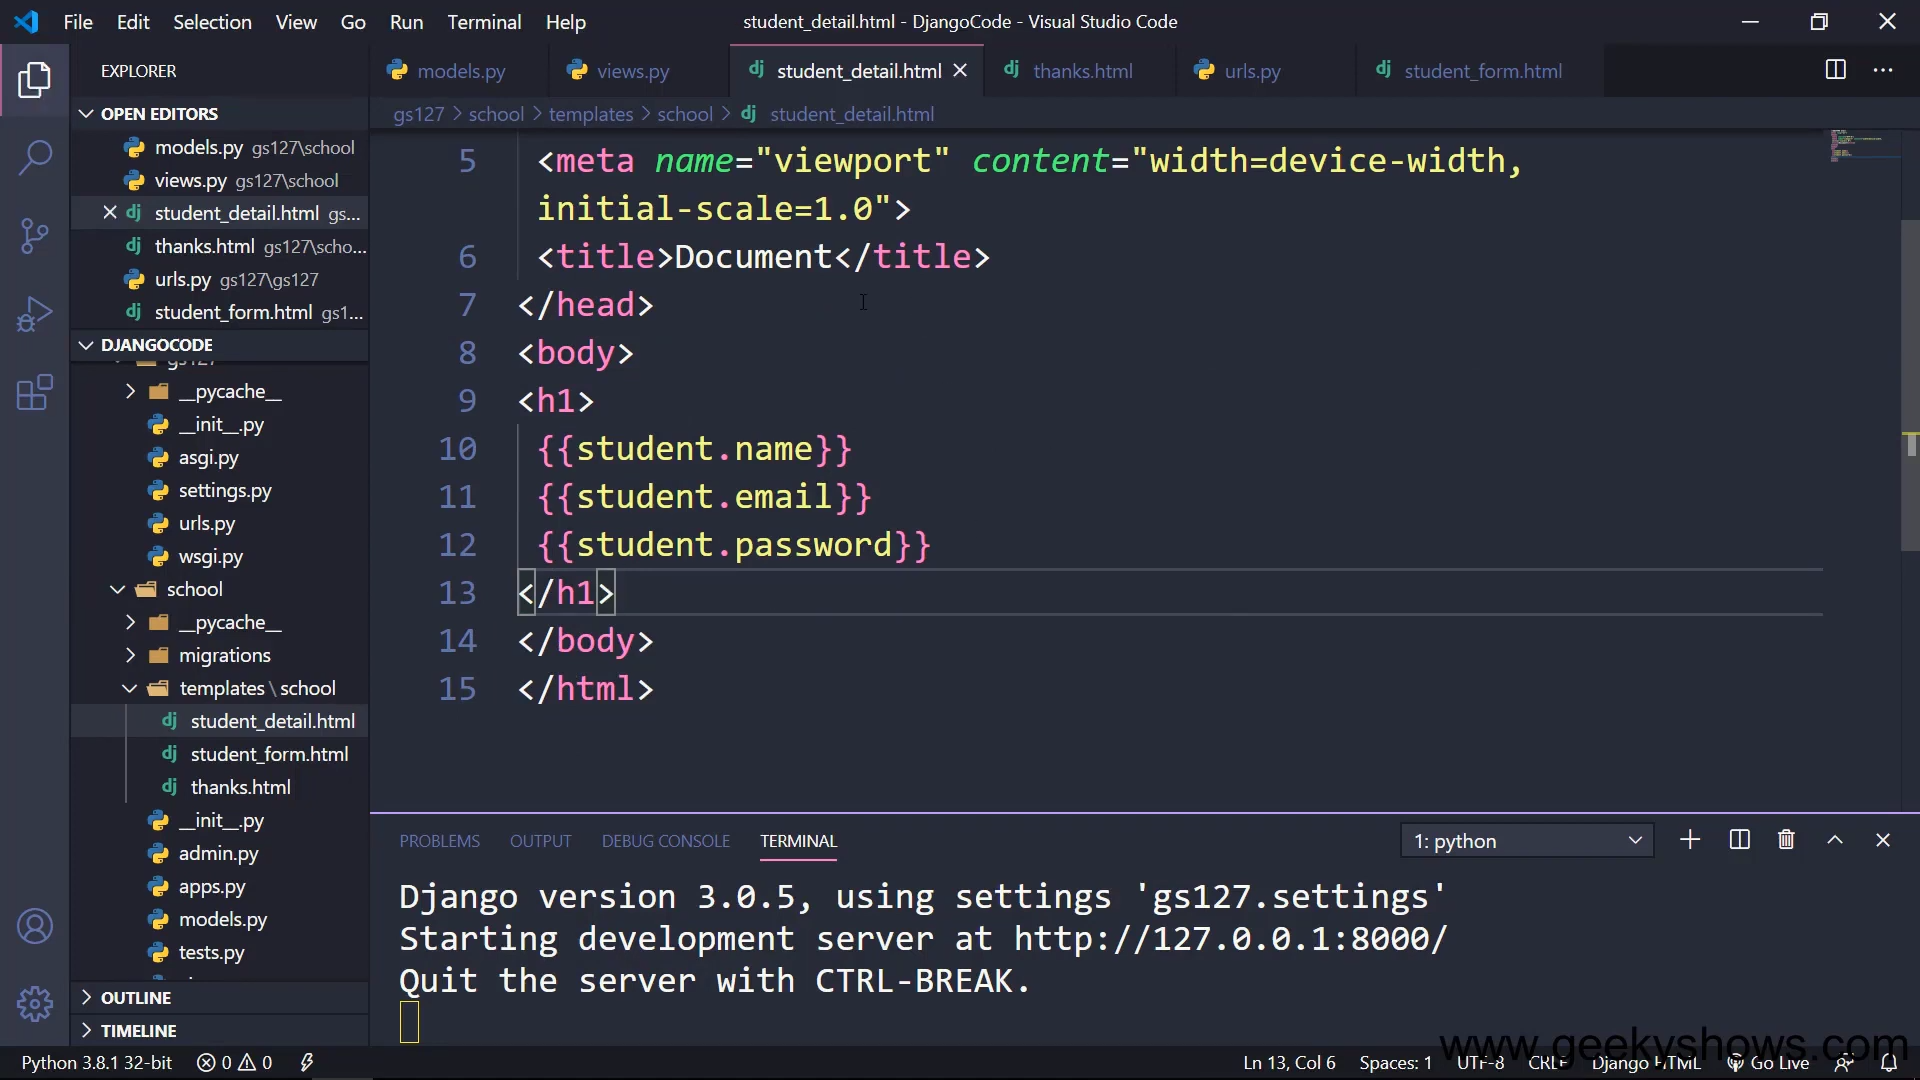 File Edit Selection View Go Run Terminal Help
student_detail.html - DjangoCode - Visual Studio Code
EXPLORER
OPEN EDITORS
models.py gs127\school
views.py gs127\school
student_detail.html gs...
thanks.html gs127\scho...
urls.py gs127\gs127
student_form.html gs1...
DJANGOCODE
gs127
__pycache__
__init__.py
asgi.py
settings.py
urls.py
wsgi.py
school
__pycache__
migrations
templates \ school
student_detail.html
student_form.html
thanks.html
__init__.py
admin.py
apps.py
models.py
tests.py
OUTLINE
TIMELINE
models.py views.py student_detail.html thanks.html urls.py student_form.html
gs127 > school > templates > school > student_detail.html
5 <meta name="viewport" content="width=device-width,
initial-scale=1.0">
6 <title>Document</title>
7 </head>
8 <body>
9 <h1>
10 {{student.name}}
11 {{student.email}}
12 {{student.password}}
13 </h1>
14 </body>
15 </html>
PROBLEMS OUTPUT DEBUG CONSOLE TERMINAL
1: python
Django version 3.0.5, using settings 'gs127.settings'
Starting development server at http://127.0.0.1:8000/
Quit the server with CTRL-BREAK.
www.geekyshows.com
Python 3.8.1 32-bit 0 0 Ln 13, Col 6 Spaces: 1 UTF-8 CRLF Django HTML Go Live